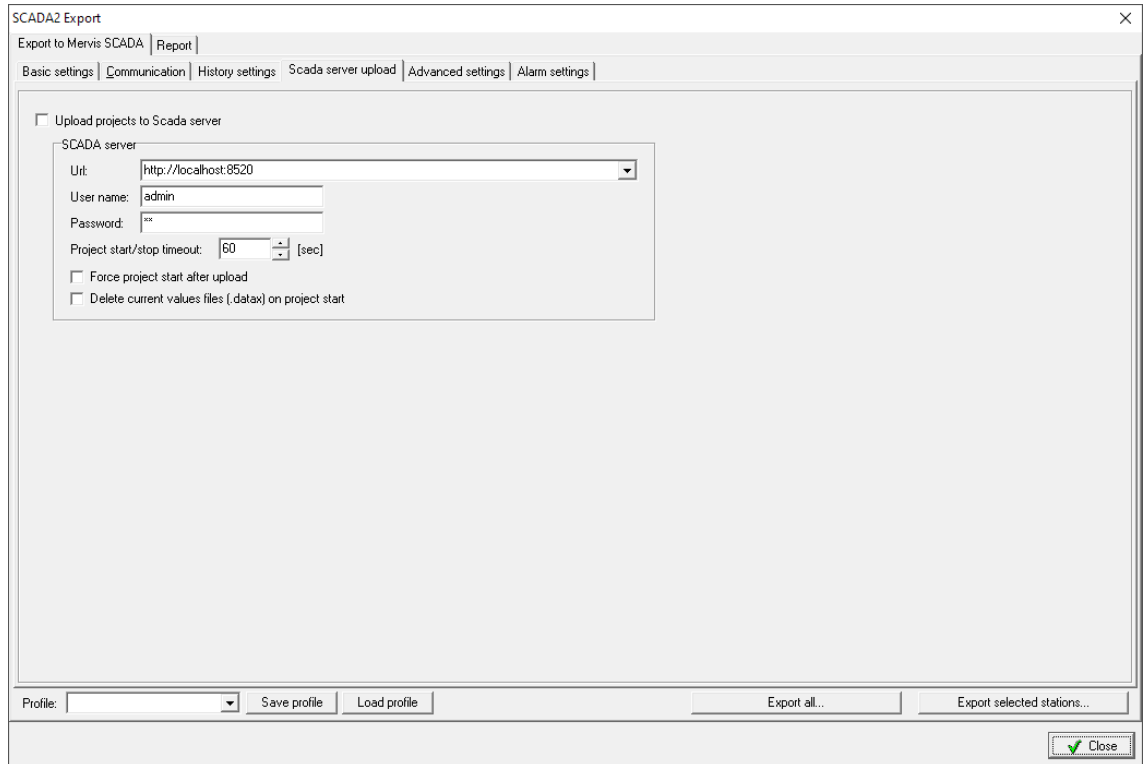 SCADA2 Export
Export to Mervis SCADA Report
Basic settings Communication History settings Scada server upload Advanced settings Alarm settings
Upload projects to Scada server
SCADA server
Url: http://localhost:8520
User name: admin
Password: **
Project start/stop timeout: 60 [sec]
Force project start after upload
Delete current values files (.datax) on project start
Profile: Save profile Load profile Export all... Export selected stations...
Close